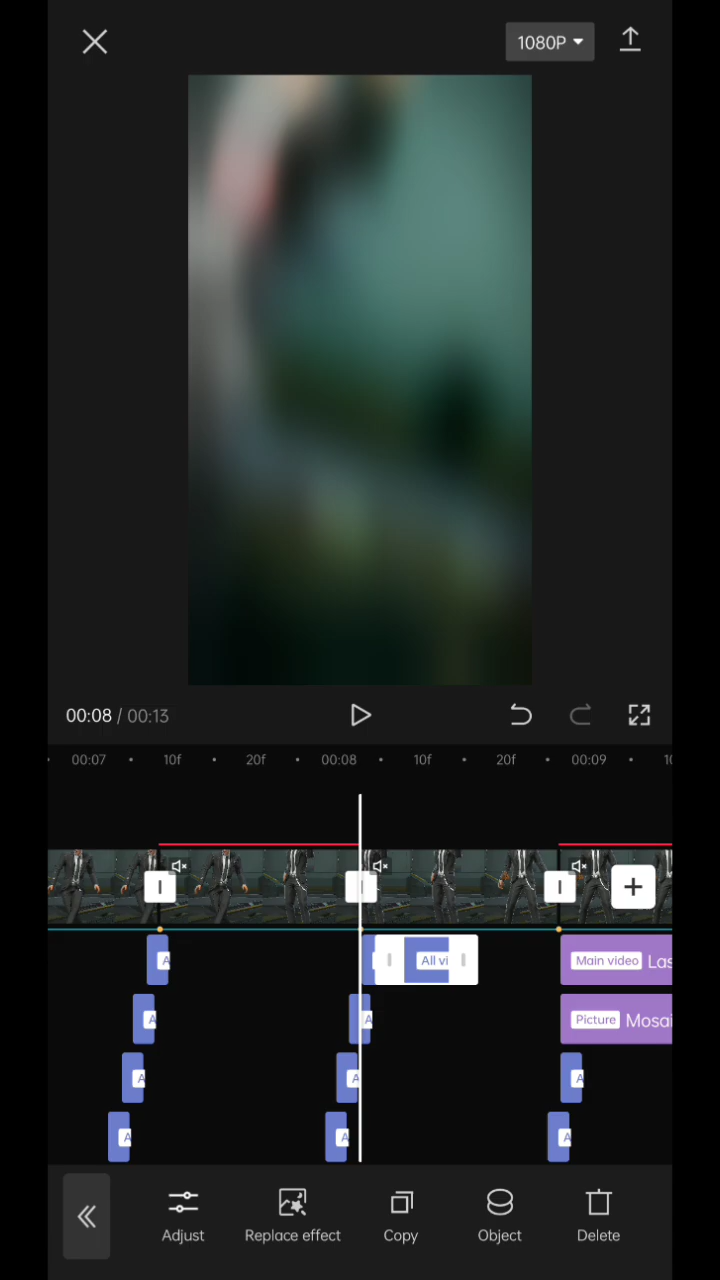 1080P
00:08 / 00:13
00:07 10f 20f 00:08 10f 20f 00:09
A All vi Main video Las
A A Picture Mosai
A A A
A A A
Adjust Replace effect Copy Object Delete